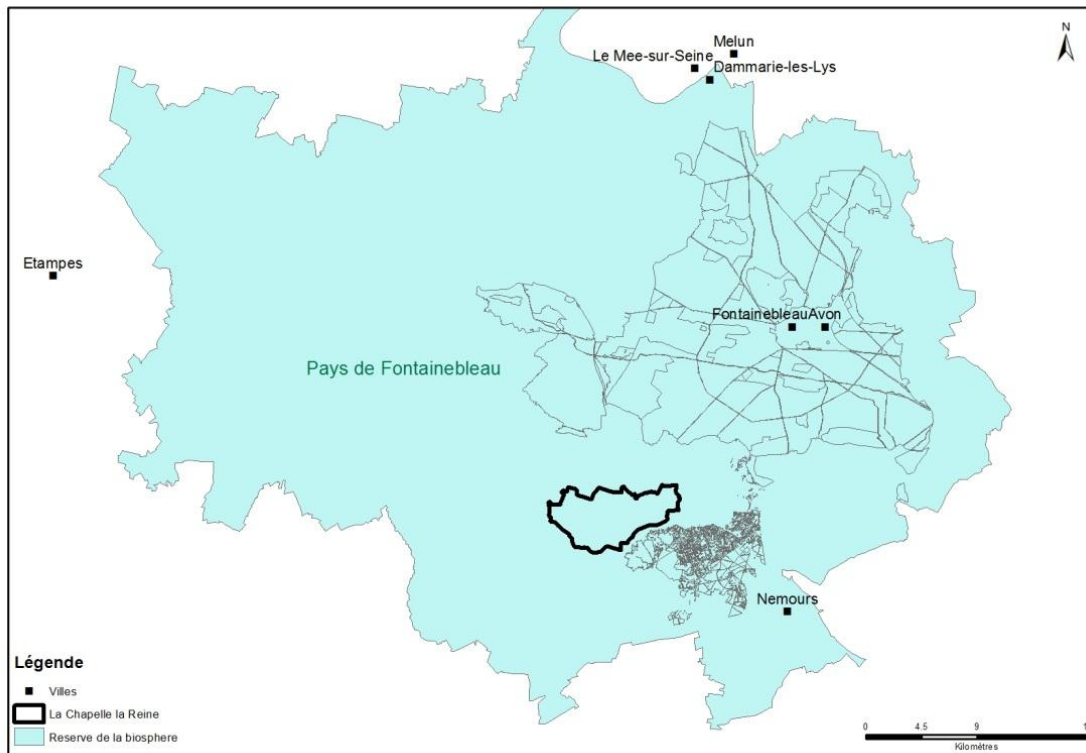 N
Melun
Le Mee-sur-Seine
Dammarie-les-Lys
Etampes
FontainebleauAvon
Pays de Fontainebleau
Nemours
Légende
Villes
La Chapelle la Reine
Reserve de la biosphere
0 4.5 9
Kilomètres